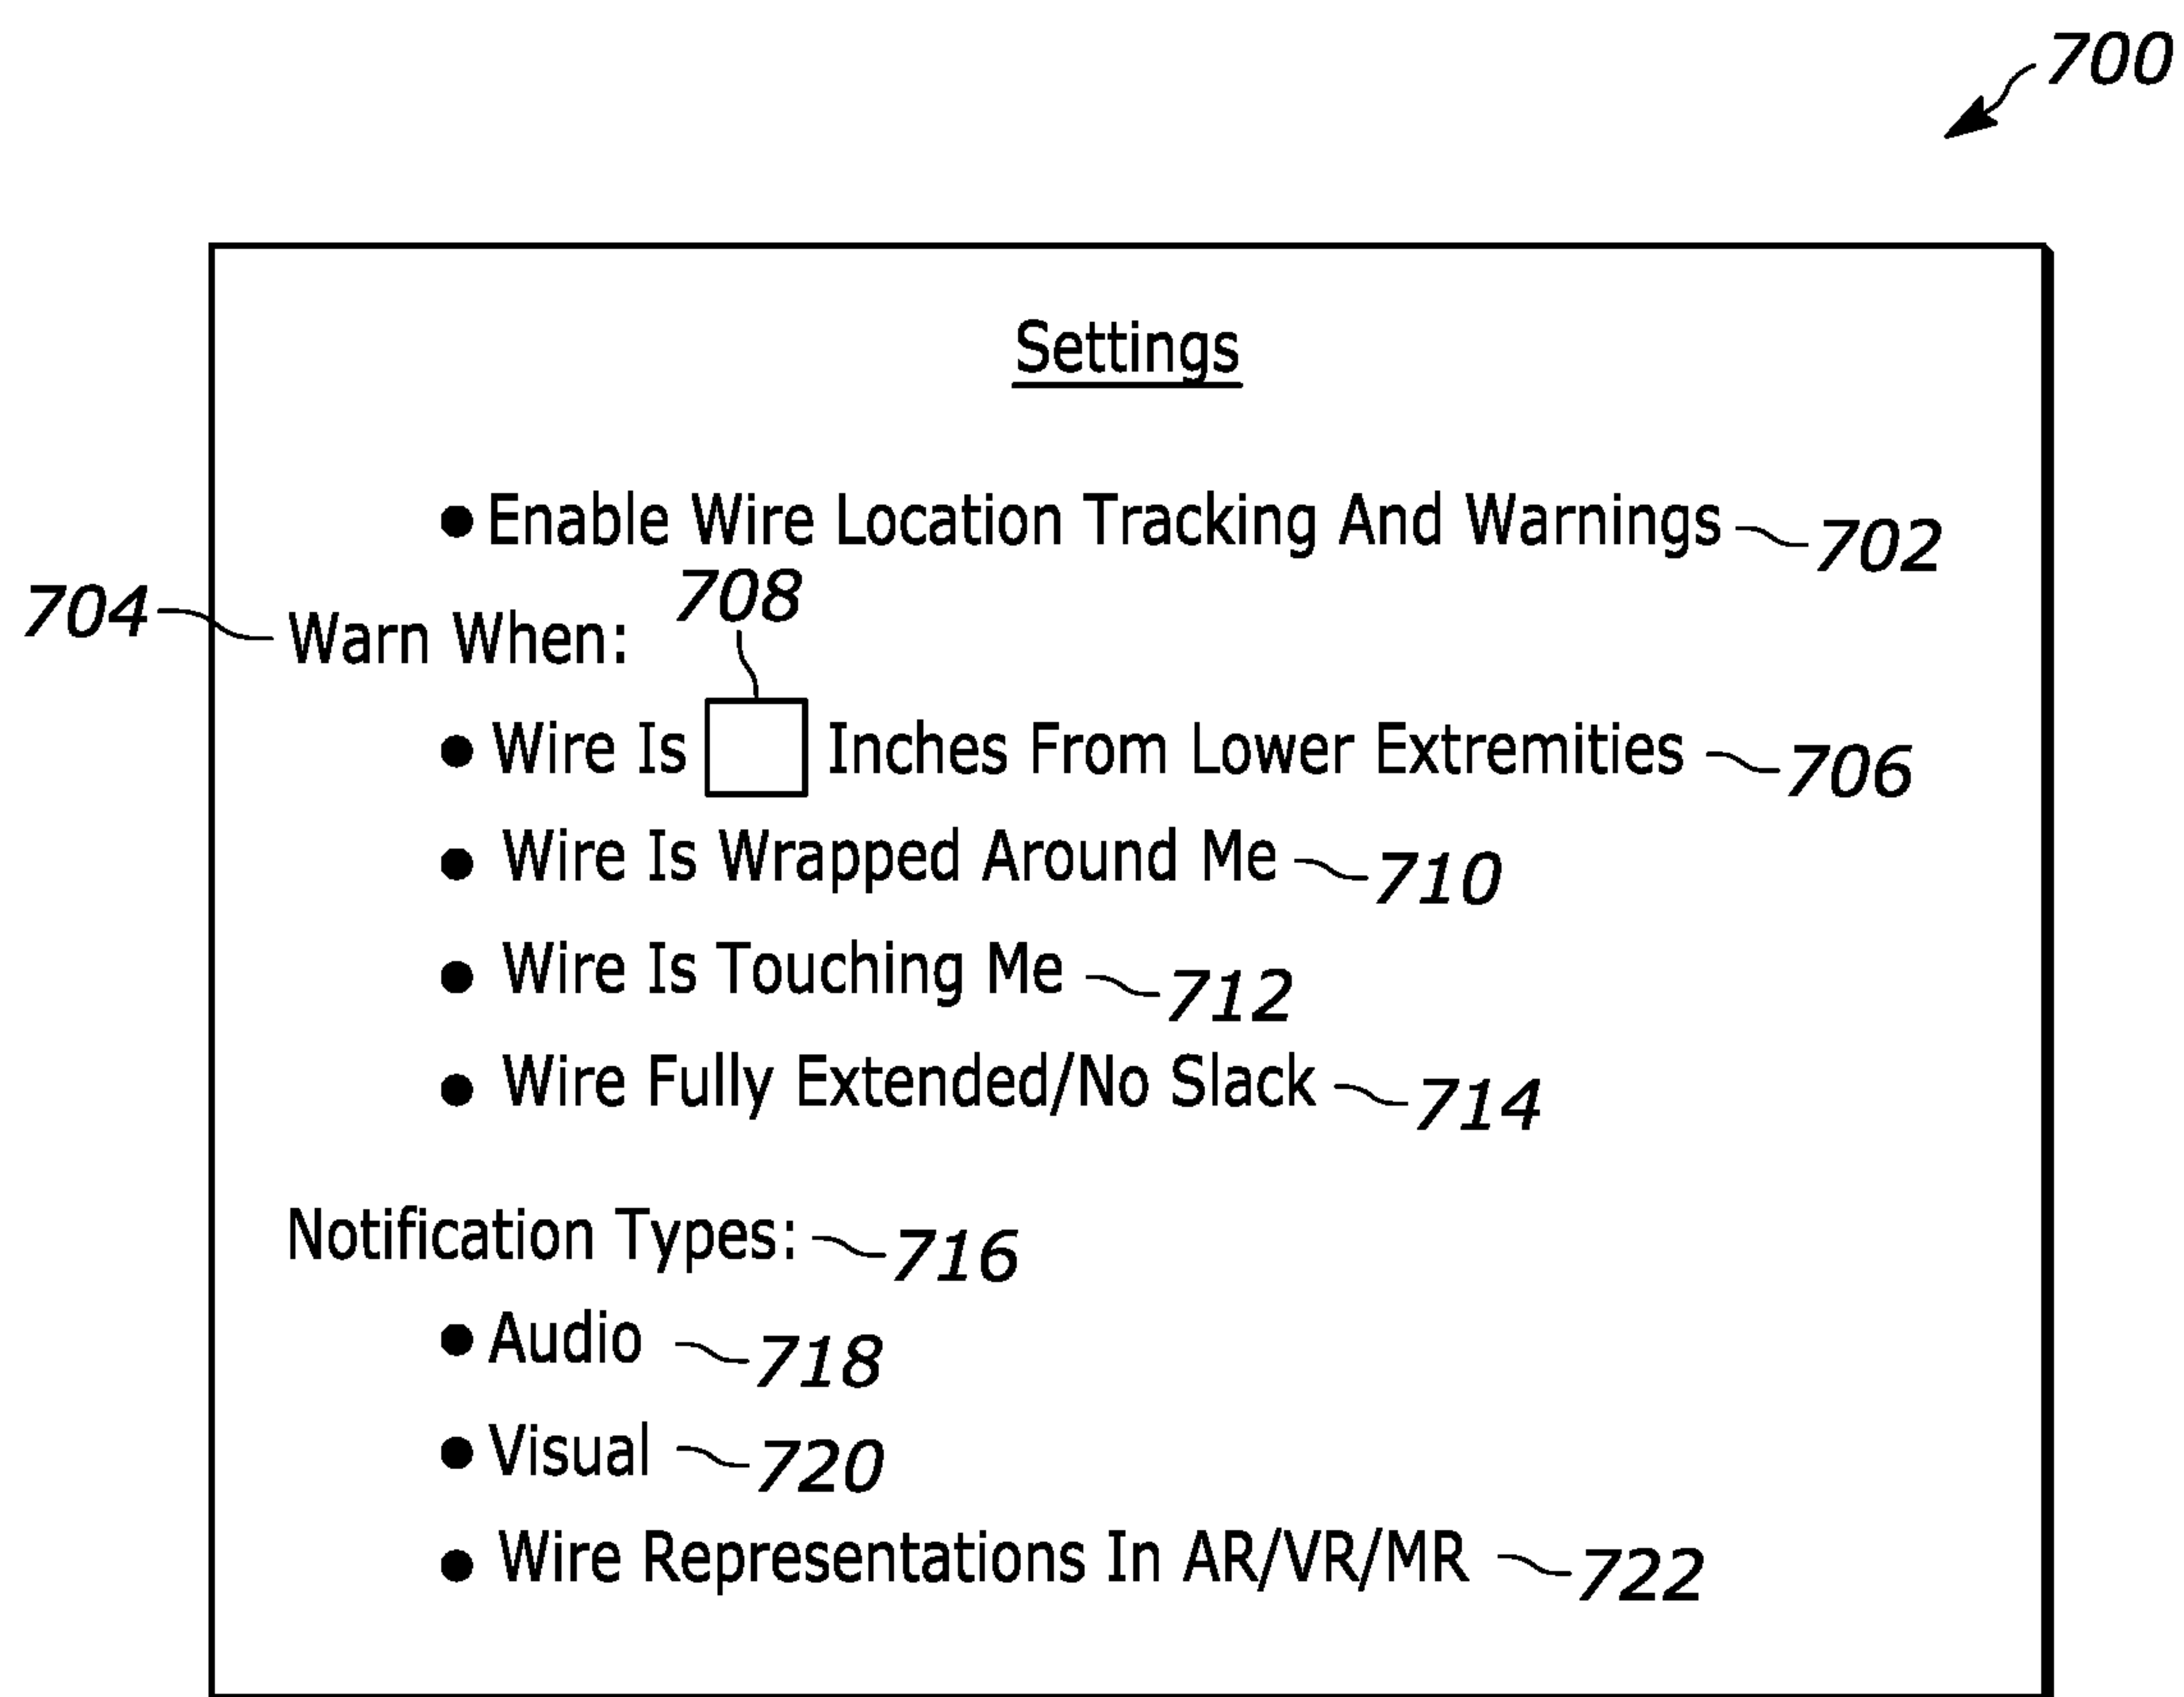 700
Settings
● Enable Wire Location Tracking And Warnings 702
704 Warn When: 708
● Wire Is Inches From Lower Extremities 706
● Wire Is Wrapped Around Me 710
● Wire Is Touching Me 712
● Wire Fully Extended/No Slack 714
Notification Types: 716
● Audio 718
● Visual 720
● Wire Representations In AR/VR/MR 722